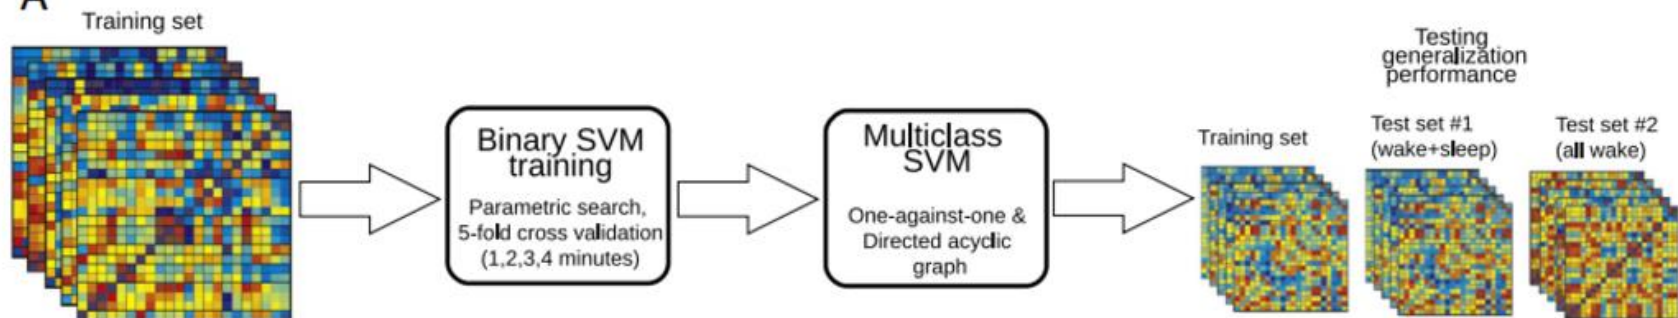 A
Training set
Binary SVM
training
Parametric search,
5-fold cross validation
(1,2,3,4 minutes)
Multiclass
SVM
One-against-one &
Directed acyclic
graph
Testing
generalization
performance
Training set
Test set #1
(wake+sleep)
Test set #2
(all wake)